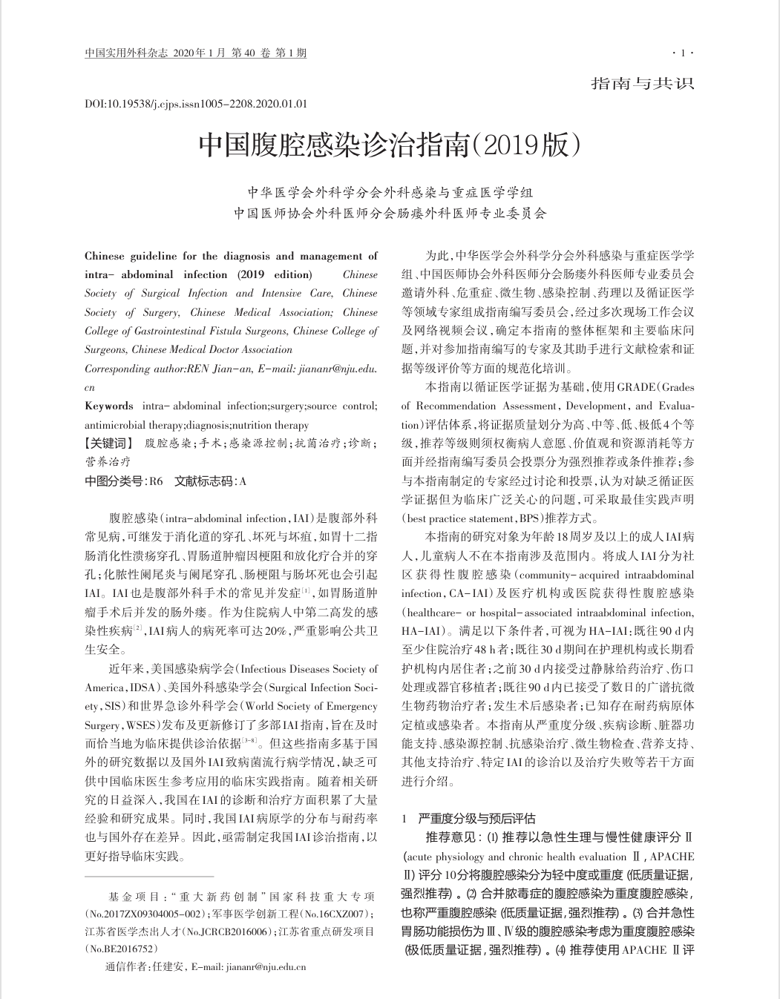 中国实用外科杂志 2020年1月 第40 卷 第1期
· 1 ·
指南与共识
DOI:10.19538/j.cjps.issn1005-2208.2020.01.01
中国腹腔感染诊治指南(2019版)
中华医学会外科学分会外科感染与重症医学学组
中国医师协会外科医师分会肠瘘外科医师专业委员会
Chinese guideline for the diagnosis and management of
intra- abdominal infection (2019 edition) Chinese
Society of Surgical Infection and Intensive Care, Chinese
Society of Surgery, Chinese Medical Association; Chinese
College of Gastrointestinal Fistula Surgeons, Chinese College of
Surgeons, Chinese Medical Doctor Association
Corresponding author:REN Jian-an, E-mail: jiananr@nju.edu.
cn
Keywords intra- abdominal infection;surgery;source control;
antimicrobial therapy;diagnosis;nutrition therapy
【关键词】 腹腔感染;手术;感染源控制;抗菌治疗;诊断;
营养治疗
中图分类号:R6 文献标志码:A
腹腔感染(intra-abdominal infection,IAI)是腹部外科
常见病,可继发于消化道的穿孔、坏死与坏疽,如胃十二指
肠消化性溃疡穿孔、胃肠道肿瘤因梗阻和放化疗合并的穿
孔;化脓性阑尾炎与阑尾穿孔、肠梗阻与肠坏死也会引起
IAI。IAI也是腹部外科手术的常见并发症[1],如胃肠道肿
瘤手术后并发的肠外瘘。作为住院病人中第二高发的感
染性疾病[2],IAI病人的病死率可达20%,严重影响公共卫
生安全。
近年来,美国感染病学会(Infectious Diseases Society of
America,IDSA)、美国外科感染学会(Surgical Infection Soci-
ety,SIS)和世界急诊外科学会(World Society of Emergency
Surgery,WSES)发布及更新修订了多部IAI指南,旨在及时
而恰当地为临床提供诊治依据[3-8]。但这些指南多基于国
外的研究数据以及国外IAI致病菌流行病学情况,缺乏可
供中国临床医生参考应用的临床实践指南。随着相关研
究的日益深入,我国在IAI的诊断和治疗方面积累了大量
经验和研究成果。同时,我国IAI病原学的分布与耐药率
也与国外存在差异。因此,亟需制定我国IAI诊治指南,以
更好指导临床实践。
基金项目:“重大新药创制”国家科技重大专项
(No.2017ZX09304005-002);军事医学创新工程(No.16CXZ007);
江苏省医学杰出人才(No.JCRCB2016006);江苏省重点研发项目
(No.BE2016752)
通信作者:任建安, E-mail: jiananr@nju.edu.cn
为此,中华医学会外科学分会外科感染与重症医学学
组、中国医师协会外科医师分会肠瘘外科医师专业委员会
邀请外科、危重症、微生物、感染控制、药理以及循证医学
等领域专家组成指南编写委员会,经过多次现场工作会议
及网络视频会议,确定本指南的整体框架和主要临床问
题,并对参加指南编写的专家及其助手进行文献检索和证
据等级评价等方面的规范化培训。
本指南以循证医学证据为基础,使用GRADE(Grades
of Recommendation Assessment, Development, and Evalua-
tion)评估体系,将证据质量划分为高、中等、低、极低4个等
级,推荐等级则须权衡病人意愿、价值观和资源消耗等方
面并经指南编写委员会投票分为强烈推荐或条件推荐;参
与本指南制定的专家经过讨论和投票,认为对缺乏循证医
学证据但为临床广泛关心的问题,可采取最佳实践声明
(best practice statement,BPS)推荐方式。
本指南的研究对象为年龄18周岁及以上的成人IAI病
人,儿童病人不在本指南涉及范围内。将成人IAI分为社
区获得性腹腔感染(community- acquired intraabdominal
infection,CA-IAI)及医疗机构或医院获得性腹腔感染
(healthcare- or hospital-associated intraabdominal infection,
HA-IAI)。满足以下条件者,可视为HA-IAI:既往90 d内
至少住院治疗48 h者;既往30 d期间在护理机构或长期看
护机构内居住者;之前30 d内接受过静脉给药治疗、伤口
处理或器官移植者;既往90 d内已接受了数日的广谱抗微
生物药物治疗者;发生术后感染者;已知存在耐药病原体
定植或感染者。本指南从严重度分级、疾病诊断、脏器功
能支持、感染源控制、抗感染治疗、微生物检查、营养支持、
其他支持治疗、特定IAI的诊治以及治疗失败等若干方面
进行介绍。
1 严重度分级与预后评估
推荐意见:(1)推荐以急性生理与慢性健康评分Ⅱ
(acute physiology and chronic health evaluation Ⅱ, APACHE
Ⅱ)评分10分将腹腔感染分为轻中度或重度(低质量证据,
强烈推荐)。(2)合并脓毒症的腹腔感染为重度腹腔感染,
也称严重腹腔感染(低质量证据,强烈推荐)。(3)合并急性
胃肠功能损伤为Ⅲ、Ⅳ级的腹腔感染考虑为重度腹腔感染
(极低质量证据,强烈推荐)。(4)推荐使用APACHE Ⅱ评